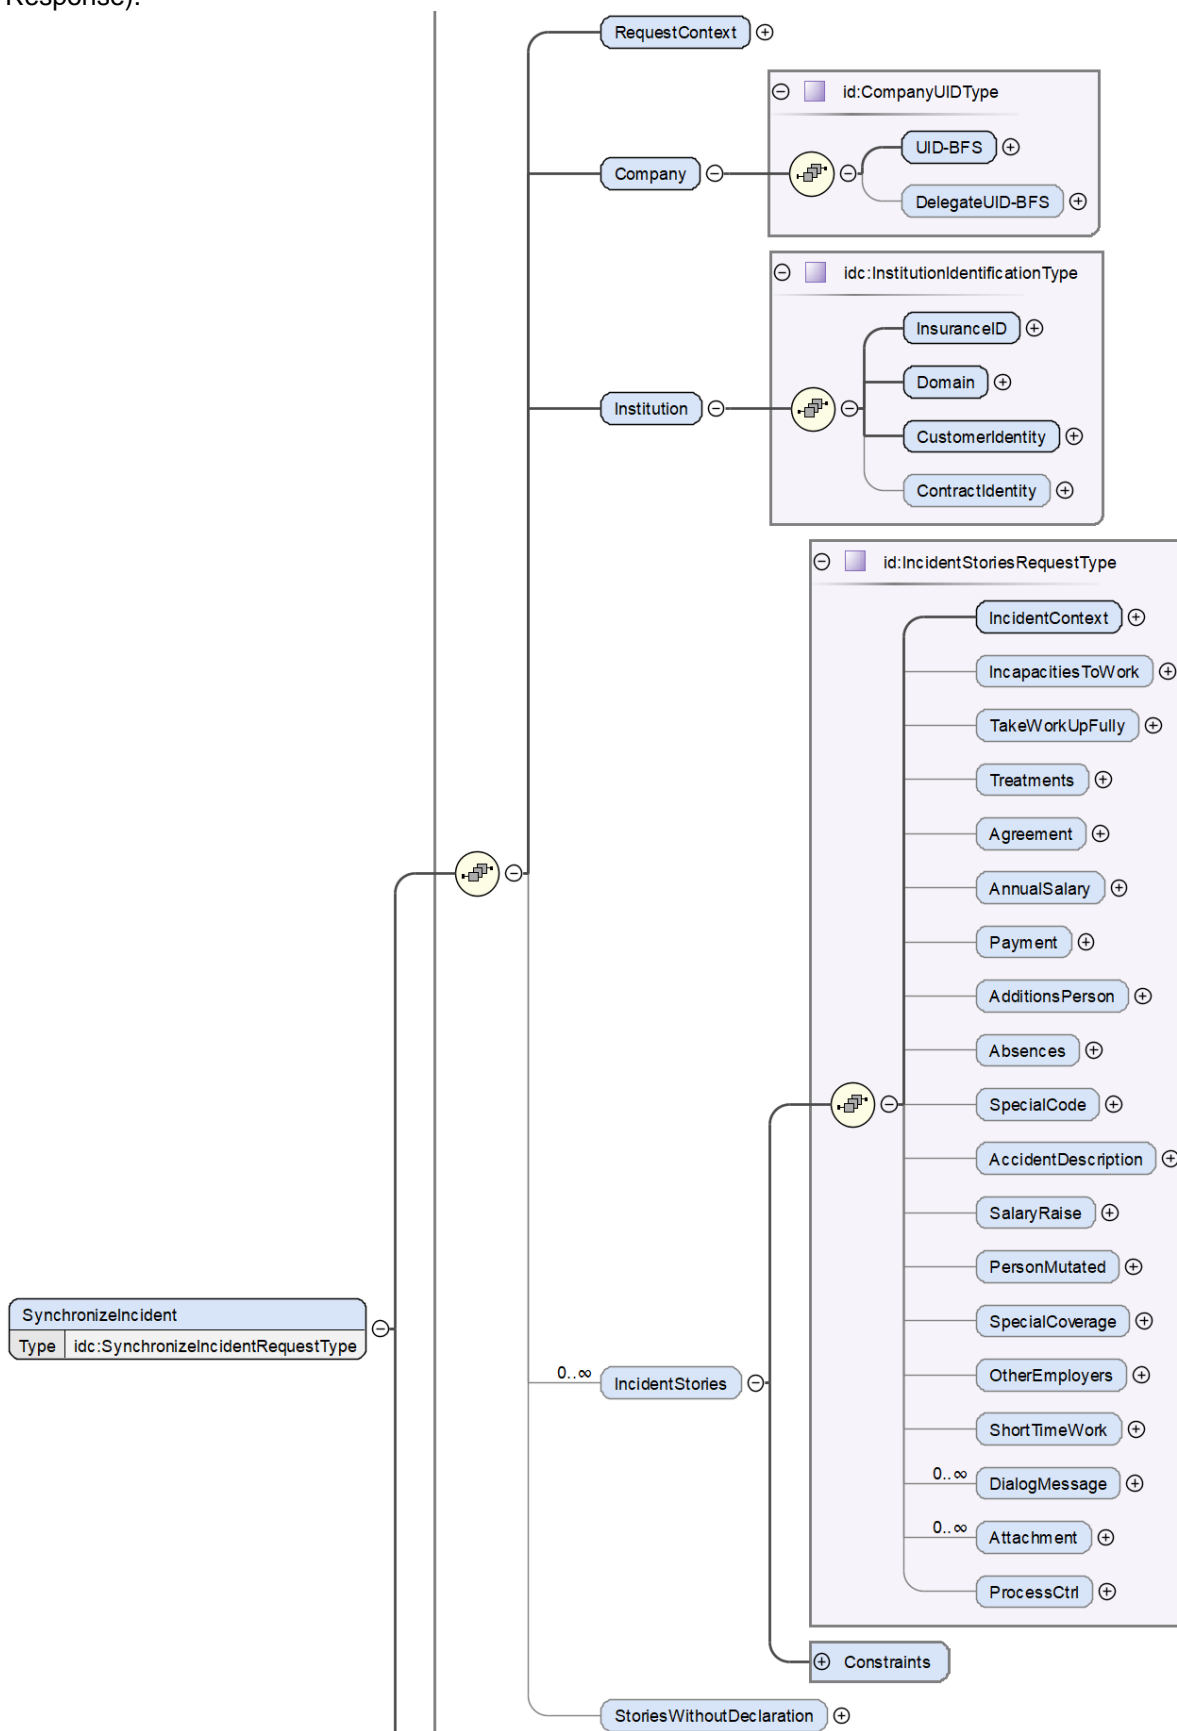 Response).
RequestContext
id:CompanyUIDType
UID-BFS
Company
DelegateUID-BFS
idc:InstitutionIdentificationType
InsuranceID
Domain
Institution
CustomerIdentity
ContractIdentity
id:IncidentStoriesRequestType
IncidentContext
IncapacitiesToWork
TakeWorkUpFully
Treatments
Agreement
AnnualSalary
Payment
AdditionsPerson
Absences
SpecialCode
AccidentDescription
SalaryRaise
PersonMutated
SynchronizeIncident
SpecialCoverage
Type idc:SynchronizeIncidentRequestType
0..∞ IncidentStories
OtherEmployers
ShortTimeWork
0..∞ DialogMessage
0..∞ Attachment
ProcessCtrl
Constraints
StoriesWithoutDeclaration